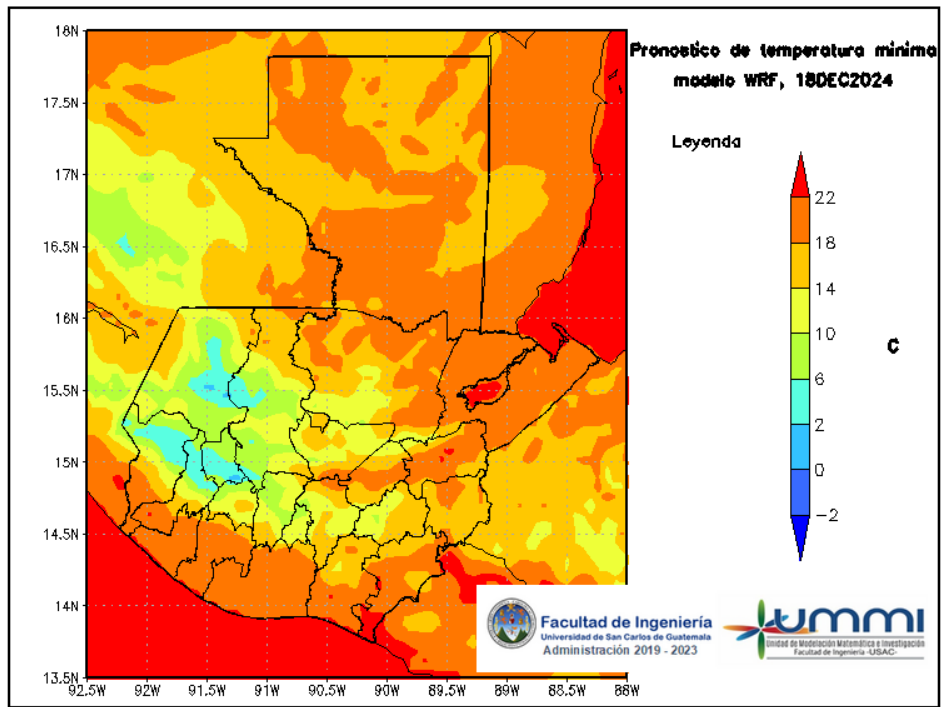 Pronostico de temperatura minima
modelo WRF, 18DEC2024
Leyenda
22
18
14
10
6
2
0
−2
C
18N
17.5N
17N
16.5N
16N
15.5N
15N
14.5N
14N
13.5N
92.5W
92W
91.5W
91W
90.5W
90W
89.5W
89W
88.5W
88W
Facultad de Ingeniería
Universidad de San Carlos de Guatemala
Administración 2019 - 2023
ummi
Unidad de Modelación Matemática e Investigación
Facultad de Ingeniería -USAC-